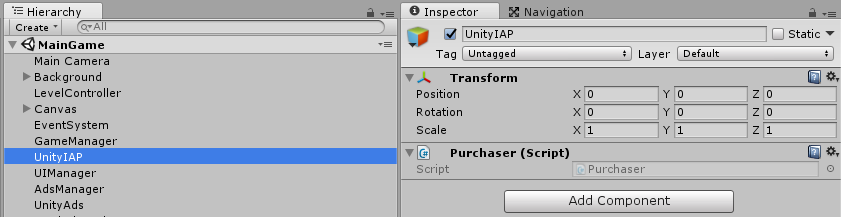 Hierarchy
Create
All
MainGame
Main Camera
Background
LevelController
Canvas
EventSystem
GameManager
UnityIAP
UIManager
AdsManager
UnityAds
Inspector Navigation
UnityIAP Static
Tag Untagged Layer Default
Transform
Position X 0 Y 0 Z 0
Rotation X 0 Y 0 Z 0
Scale X 1 Y 1 Z 1
Purchaser (Script)
Script Purchaser
Add Component